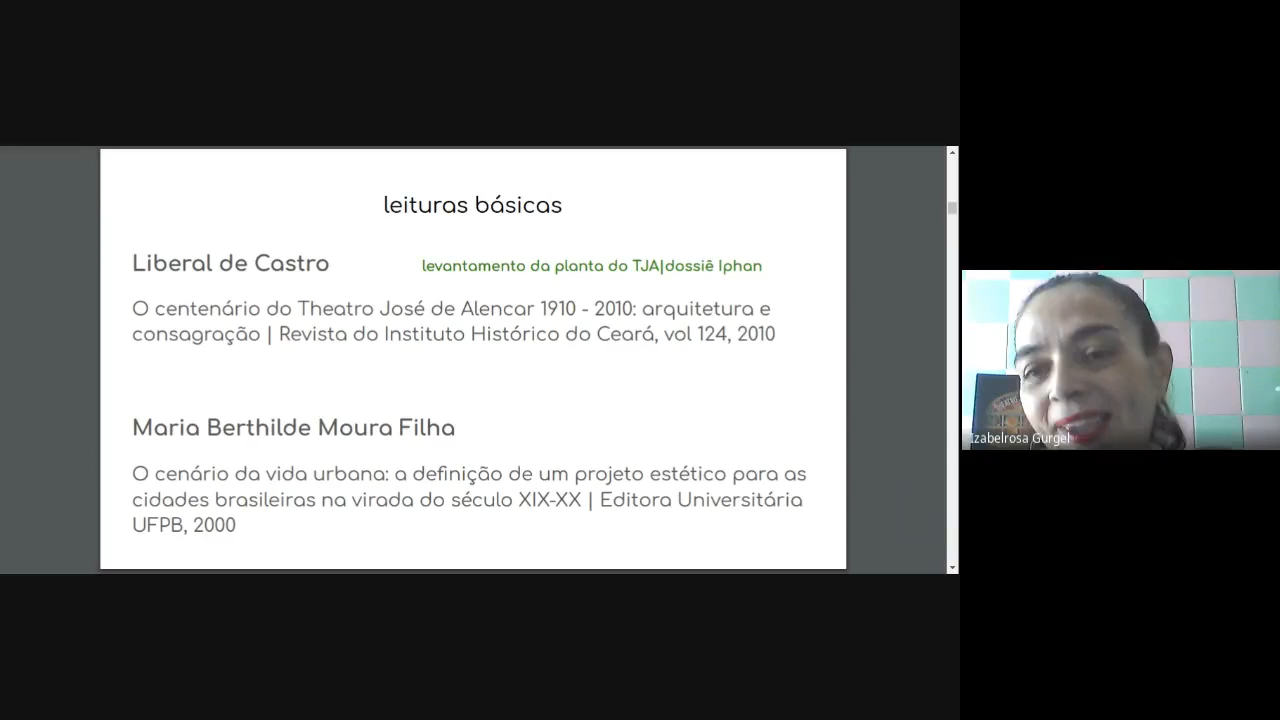 leituras básicas
Liberal de Castro
levantamento da planta do TJA|dossiê Iphan
O centenário do Theatro José de Alencar 1910 - 2010: arquitetura e
consagração | Revista do Instituto Histórico do Ceará, vol 124, 2010
Maria Berthilde Moura Filha
O cenário da vida urbana: a definição de um projeto estético para as
cidades brasileiras na virada do século XIX-XX | Editora Universitária
UFPB, 2000
Izabelrosa Gurgel